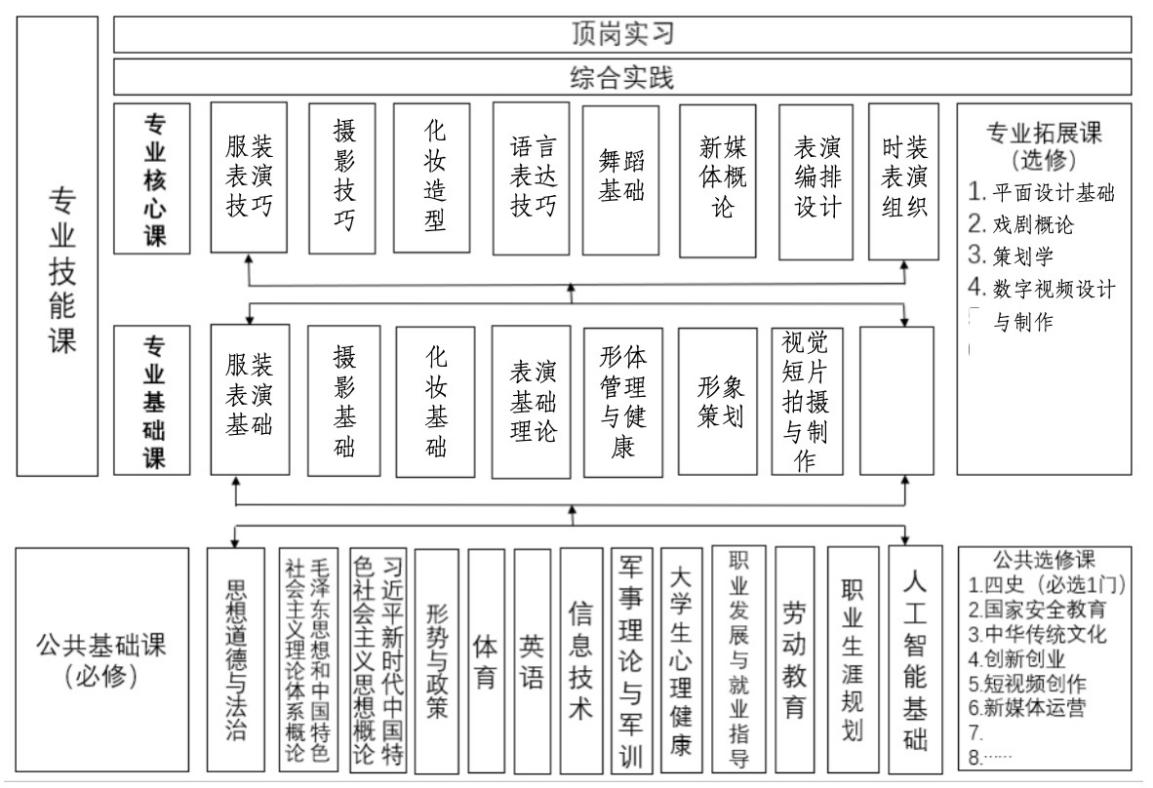 顶岗实习
综合实践
专业技能课
专业核心课
服装
表演
技巧
摄影技巧
化妆造型
语言
表达
技巧
舞蹈
基础
新媒
体概
论
表演
编排
设计
时装
表演
组织
专业拓展课
(选修)
1. 平面设计基础
2. 戏剧概论
3. 策划学
4. 数字视频设计
与制作
专业基础课
服装
表演
基础
摄影基础
化妆基础
表演
基础
理论
形体
管理
与健
康
形象
策划
视觉
短片
拍摄
与制
作
公共基础课
(必修)
思想道德与法治
毛泽东思想和中国特色
社会主义理论体系概论
习近平新时代中国特
色社会主义思想概论
形势与政策
体育
英语
信息技术
军事理论与军训
大学生心理健康
职业发展与就业指导
劳动教育
职业生涯规划
人工智能基础
公共选修课
1.四史（必选1门）
2.国家安全教育
3.中华传统文化
4.创新创业
5.短视频创作
6.新媒体运营
7.
8.……